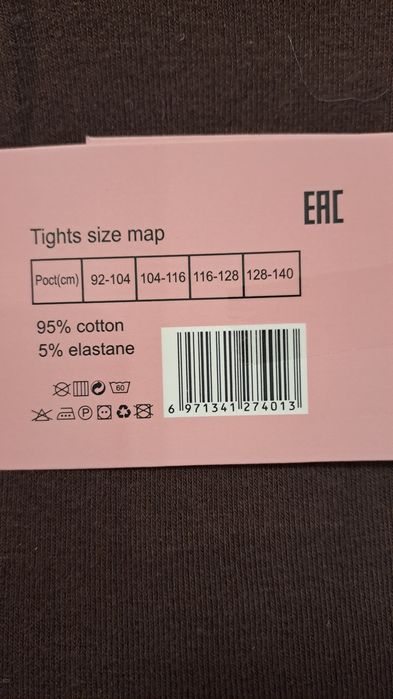 EAC
Tights size map
Рост(cm) 92-104 104-116 116-128 128-140
95% cotton
5% elastane
60
P
6 971341 274013